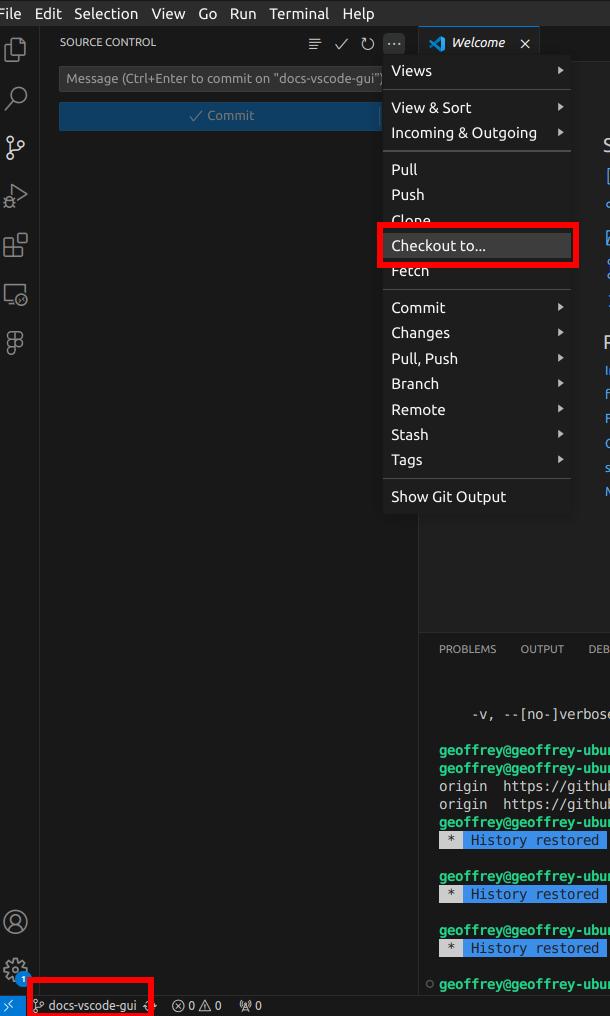 File Edit Selection View Go Run Terminal Help
SOURCE CONTROL
Message (Ctrl+Enter to commit on "docs-vscode-gui")
Commit
Welcome
Views
View & Sort
Incoming & Outgoing
Pull
Push
Clone
Checkout to...
Fetch
Commit
Changes
Pull, Push
Branch
Remote
Stash
Tags
Show Git Output
PROBLEMS OUTPUT
-v, --[no-]verbose
geoffrey@geoffrey-ubu
geoffrey@geoffrey-ubu
origin https://github
origin https://github
geoffrey@geoffrey-ubu
* History restored
geoffrey@geoffrey-ubu
* History restored
geoffrey@geoffrey-ubu
* History restored
geoffrey@geoffrey-ubu
1
docs-vscode-gui 0 0 0